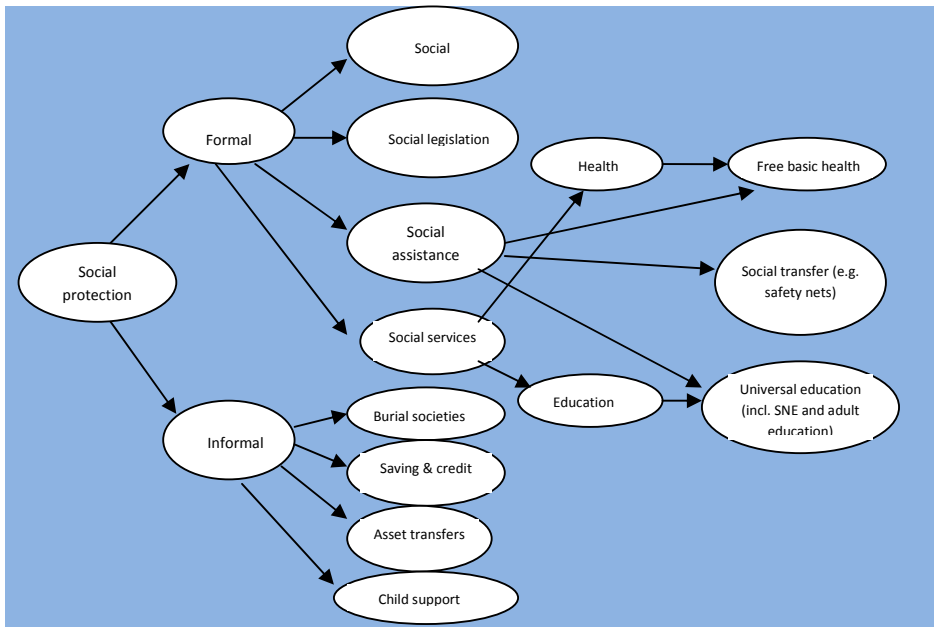 Social
Formal
Social legislation
Health
Free basic health
Social
assistance
Social
protection
Social transfer (e.g.
safety nets)
Social services
Education
Universal education
(incl. SNE and adult
education)
Burial societies
Informal
Saving & credit
Asset transfers
Child support